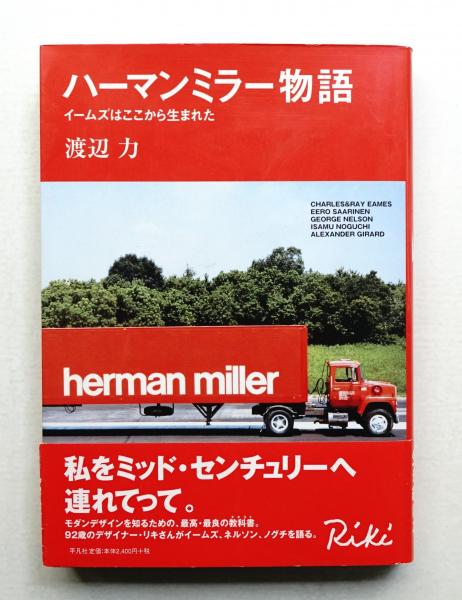 ハーマンミラー物語
イームズはここから生まれた
渡辺 力
CHARLES&RAY EAMES
EERO SAARINEN
GEORGE NELSON
ISAMU NOGUCHI
ALEXANDER GIRARD
herman miller
私をミッド・センチュリーへ
連れてって。
モダンデザインを知るための、最高・最良の教科書。
92歳のデザイナー・リキさんがイームズ、ネルソン、ノグチを語る。
平凡社 定価:本体2,400円+税
Riki